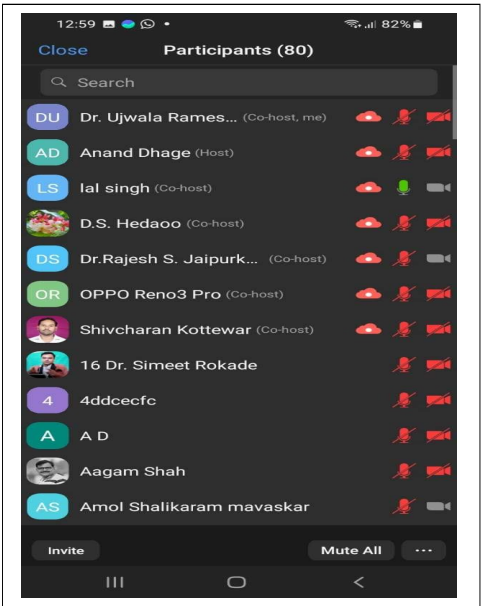 12:59 82%
Close Participants (80)
Search
DU Dr. Ujwala Rames... (Co-host, me)
AD Anand Dhage (Host)
LS lal singh (Co-host)
D.S. Hedaoo (Co-host)
DS Dr.Rajesh S. Jaipurk... (Co-host)
OR OPPO Reno3 Pro (Co-host)
Shivcharan Kottewar (Co-host)
16 Dr. Simeet Rokade
4 4ddcecfc
A A D
Aagam Shah
AS Amol Shalikaram mavaskar
Invite Mute All ...